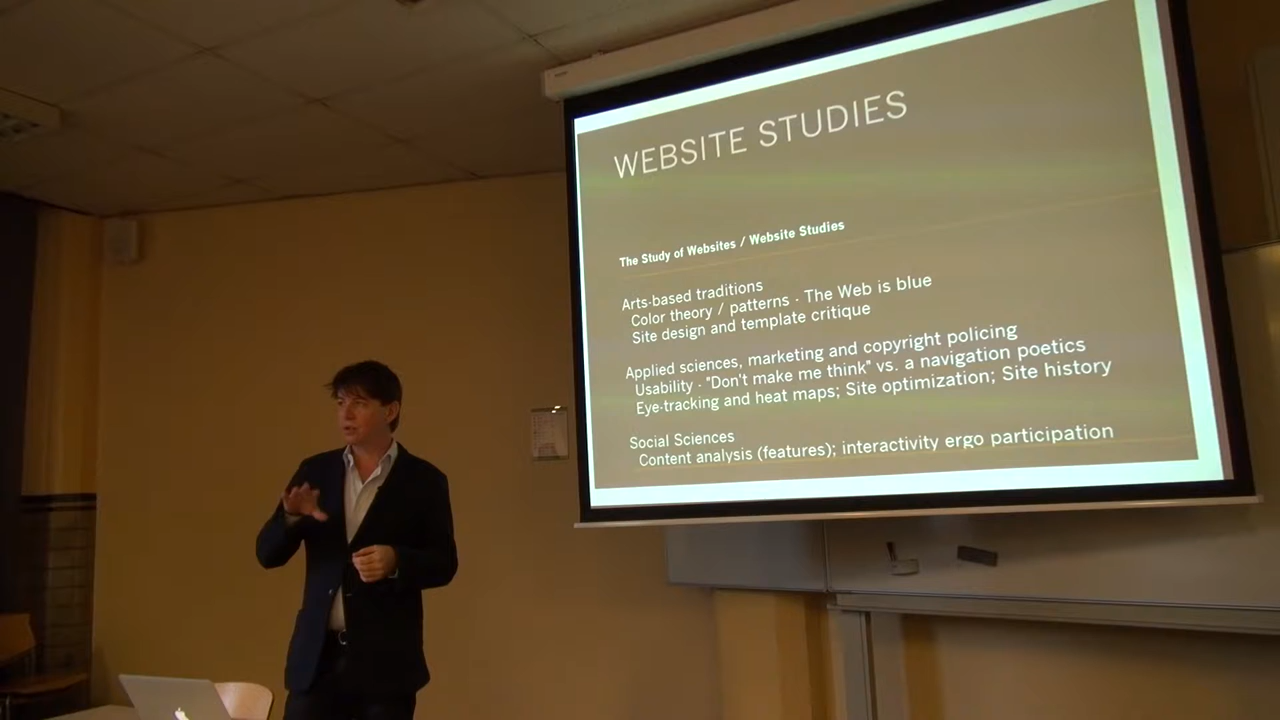 WEBSITE STUDIES
The Study of Websites / Website Studies
Arts-based traditions
Color theory / patterns · The Web is blue
Site design and template critique
Applied sciences, marketing and copyright policing
Usability · "Don't make me think" vs. a navigation poetics
Eye-tracking and heat maps; Site optimization; Site history
Social Sciences
Content analysis (features); interactivity ergo participation